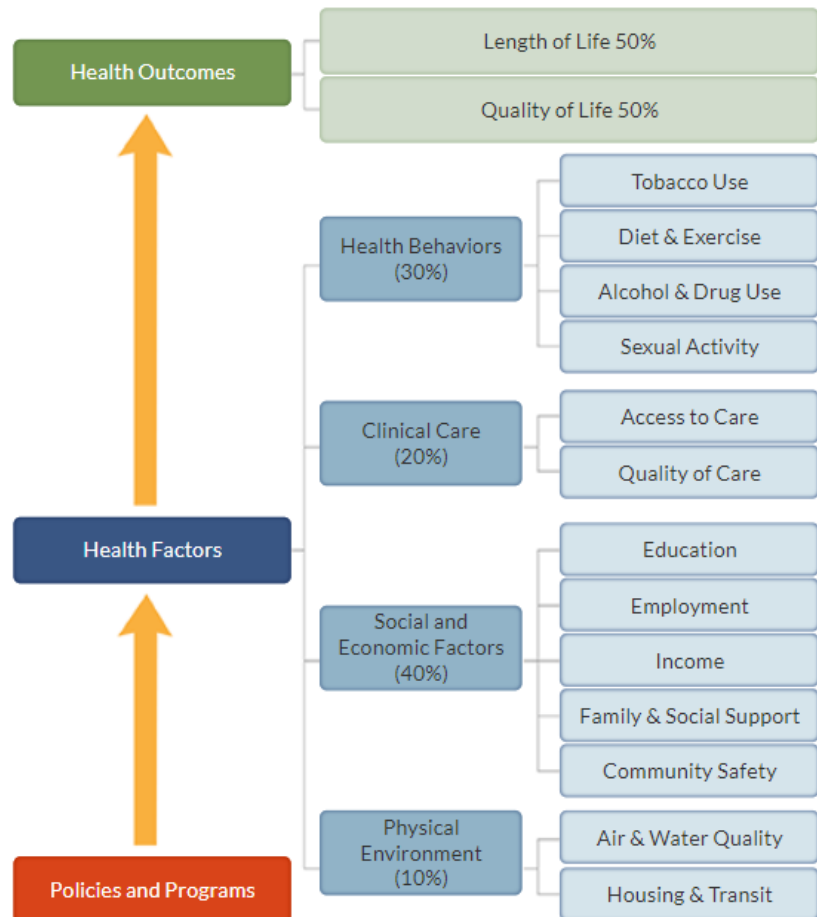 Health Outcomes
Length of Life 50%
Quality of Life 50%
Health Factors
Health Behaviors
(30%)
Tobacco Use
Diet & Exercise
Alcohol & Drug Use
Sexual Activity
Clinical Care
(20%)
Access to Care
Quality of Care
Social and
Economic Factors
(40%)
Education
Employment
Income
Family & Social Support
Community Safety
Physical
Environment
(10%)
Air & Water Quality
Housing & Transit
Policies and Programs